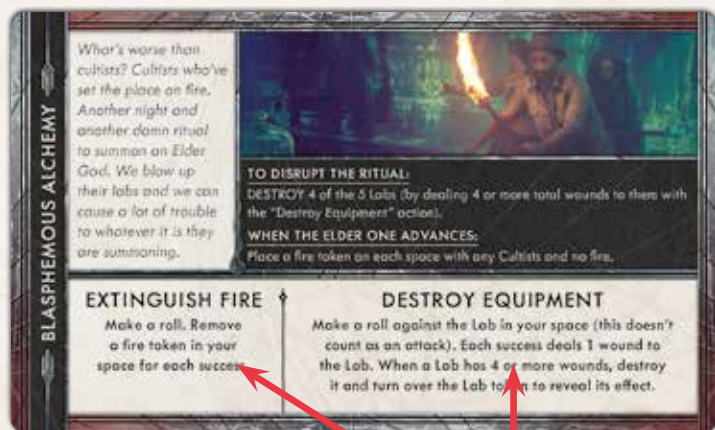 BLASPHEMOUS ALCHEMY
What's worse than
cultists? Cultists who've
set the place on fire.
Another night and
another damn ritual
to summon an Elder
God. We blow up
their labs and we can
cause a lot of trouble
to whatever it is they
are summoning.
TO DISRUPT THE RITUAL:
DESTROY 4 of the 5 Labs (by dealing 4 or more total wounds to them with
the "Destroy Equipment" action).
WHEN THE ELDER ONE ADVANCES:
Place a fire token on each space with any Cultists and no fire.
EXTINGUISH FIRE
Make a roll. Remove
a fire token in your
space for each success.
DESTROY EQUIPMENT
Make a roll against the Lab in your space (this doesn't
count as an attack). Each success deals 1 wound to
the Lab. When a Lab has 4 or more wounds, destroy
it and turn over the Lab token to reveal its effect.